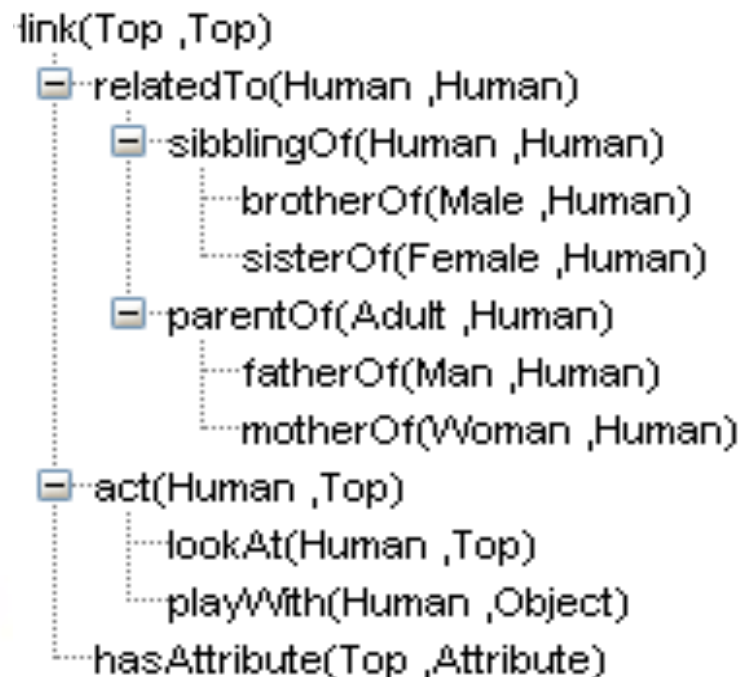 link(Top ,Top)
relatedTo(Human ,Human)
sibblingOf(Human ,Human)
brotherOf(Male ,Human)
sisterOf(Female ,Human)
parentOf(Adult ,Human)
fatherOf(Man ,Human)
motherOf(Woman ,Human)
act(Human ,Top)
lookAt(Human ,Top)
playWith(Human ,Object)
hasAttribute(Top ,Attribute)